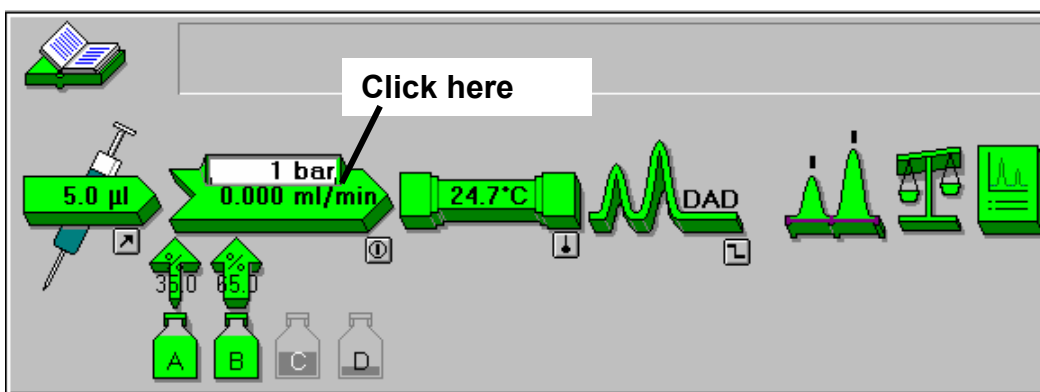 Click here
1 bar
5.0 µl
0.000 ml/min
24.7°C
DAD
% %
35.0 65.0
A B C D